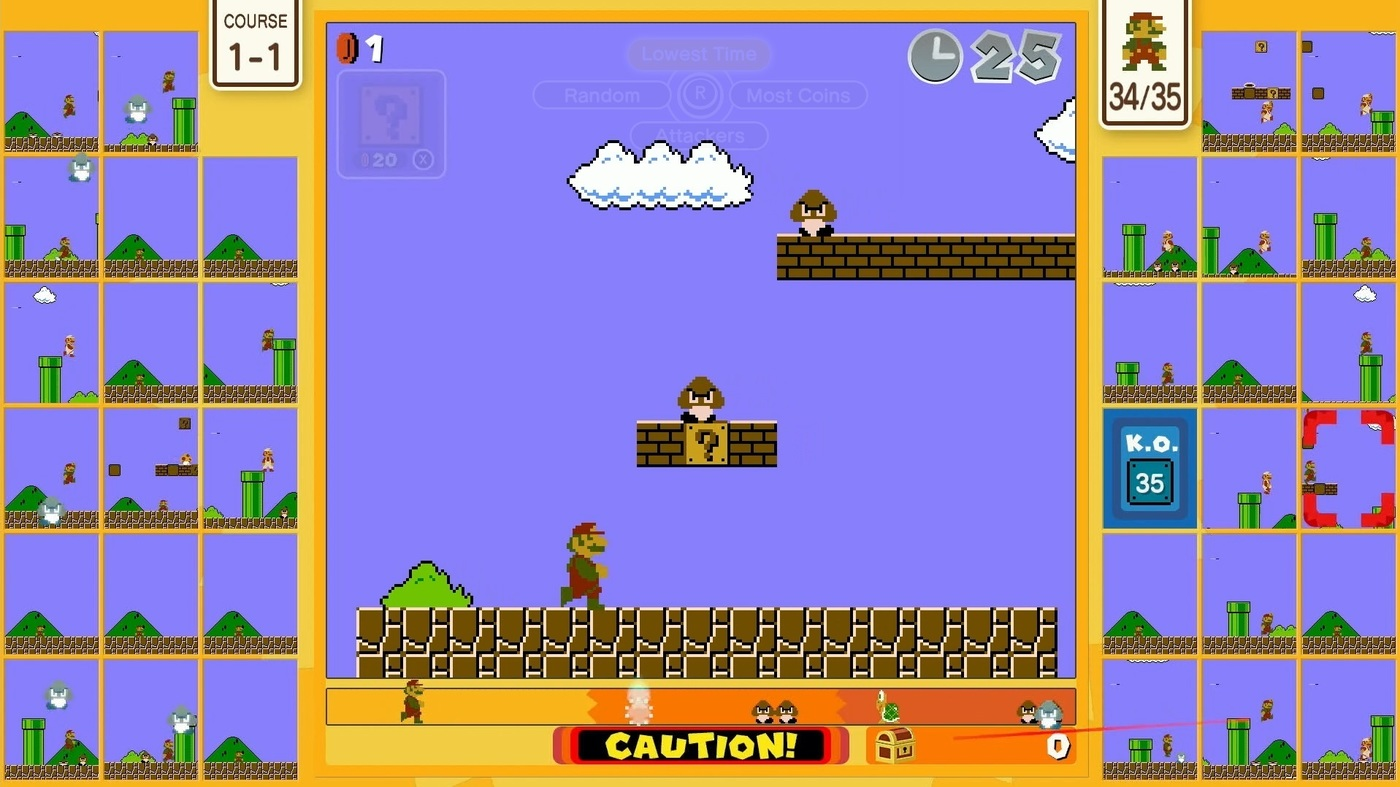 COURSE
1-1
1
Lowest Time
25
Random
R
Most Coins
Attackers
?
20 X
34/35
?
K.O.
35
CAUTION!
0